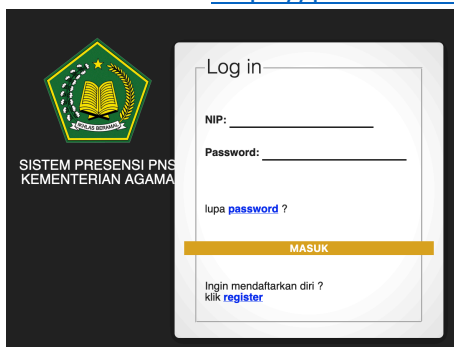 IKHLAS BERAMAL
SISTEM PRESENSI PNS
KEMENTERIAN AGAMA
Log in
NIP:
Password:
lupa password ?
MASUK
Ingin mendaftarkan diri ?
klik register